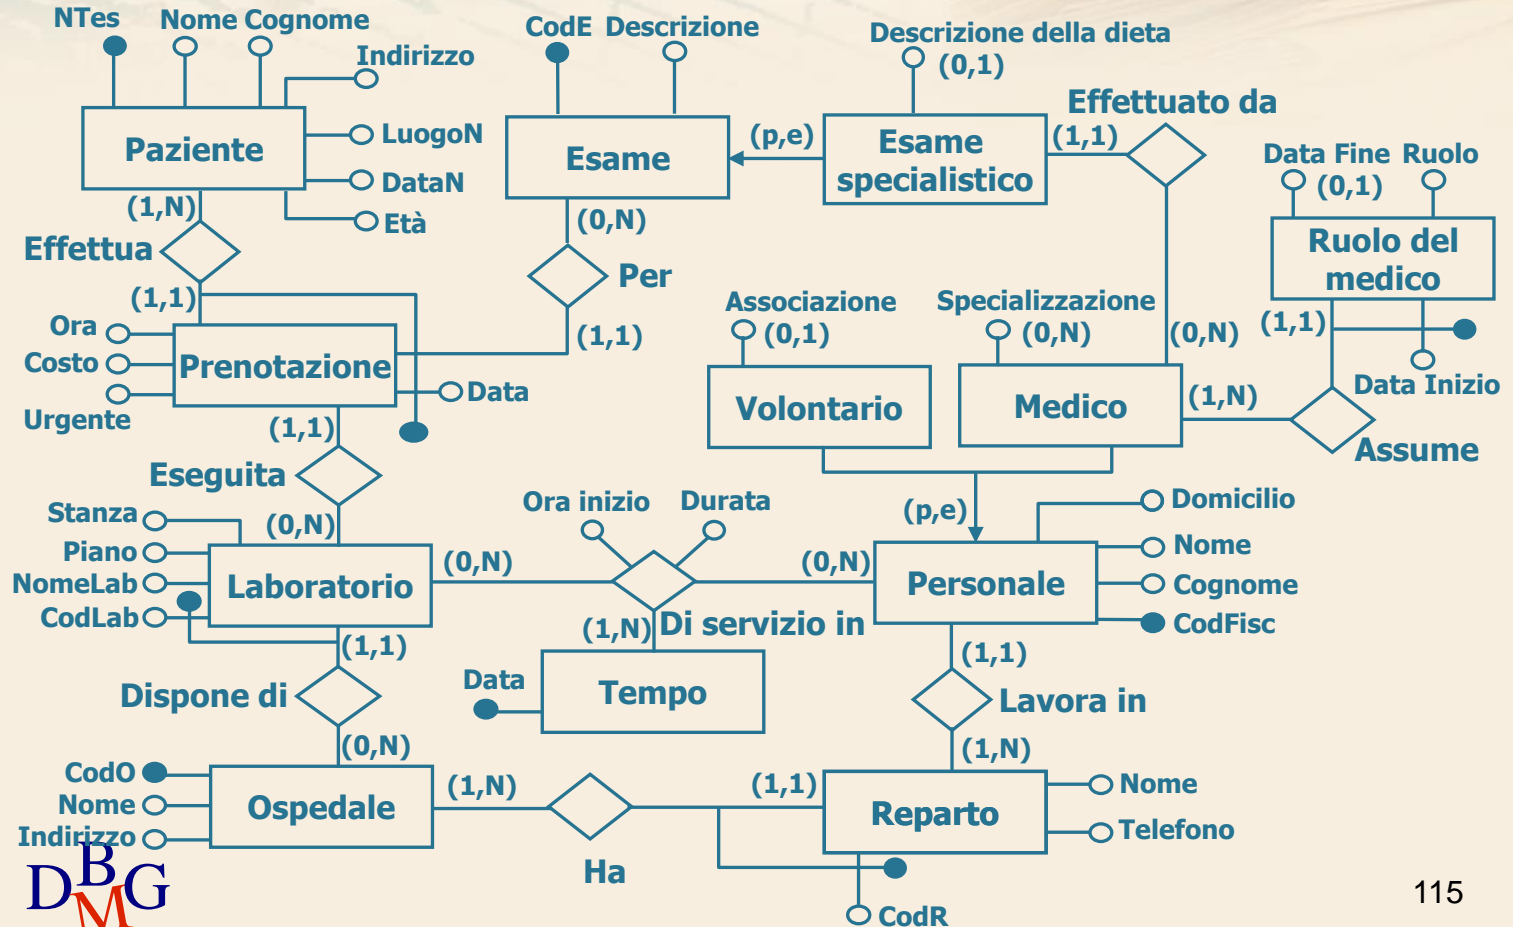 NTes
Nome Cognome
Indirizzo
LuogoN
DataN
Età
Paziente
(1,N)
Effettua
(1,1)
CodE Descrizione
Esame
(0,N)
Per
(1,1)
(p,e)
Descrizione della dieta
(0,1)
Esame
specialistico
(1,1)
Effettuato da
(0,N)
Data Fine Ruolo
(0,1)
Ruolo del
medico
(1,1)
Data Inizio
Assume
(1,N)
Ora
Costo
Urgente
Prenotazione
Data
(1,1)
Eseguita
(0,N)
Associazione
(0,1)
Volontario
Specializzazione
(0,N)
Medico
(p,e)
Stanza
Piano
NomeLab
CodLab
Laboratorio
(0,N)
Ora inizio
Durata
(0,N)
Di servizio in
(1,N)
Data
Tempo
Personale
Domicilio
Nome
Cognome
CodFisc
(1,1)
Lavora in
(1,N)
(1,1)
Dispone di
(0,N)
CodO
Nome
Indirizzo
Ospedale
(1,N)
Ha
(1,1)
Reparto
Nome
Telefono
CodR
DBMG
115